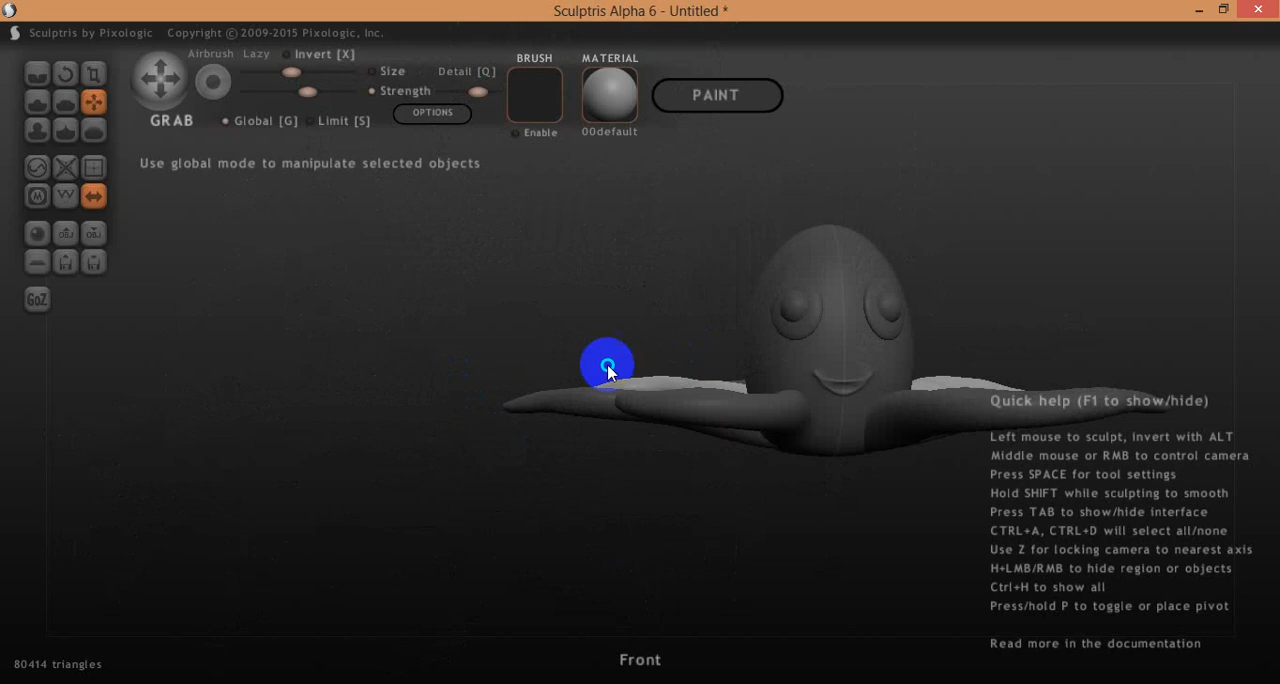 Sculptris Alpha 6 - Untitled *
Sculptris by Pixologic Copyright © 2009-2015 Pixologic, Inc.
Airbrush Lazy Invert [X]
Size Detail [Q]
Strength
GRAB Global [G] Limit [S]
OPTIONS
BRUSH
Enable
MATERIAL
00default
PAINT
Use global mode to manipulate selected objects
OBJ OBJ
GoZ
Quick help (F1 to show/hide)
Left mouse to sculpt, invert with ALT
Middle mouse or RMB to control camera
Press SPACE for tool settings
Hold SHIFT while sculpting to smooth
Press TAB to show/hide interface
CTRL+A, CTRL+D will select all/none
Use Z for locking camera to nearest axis
H+LMB/RMB to hide region or objects
Ctrl+H to show all
Press/hold P to toggle or place pivot
Read more in the documentation
80414 triangles
Front